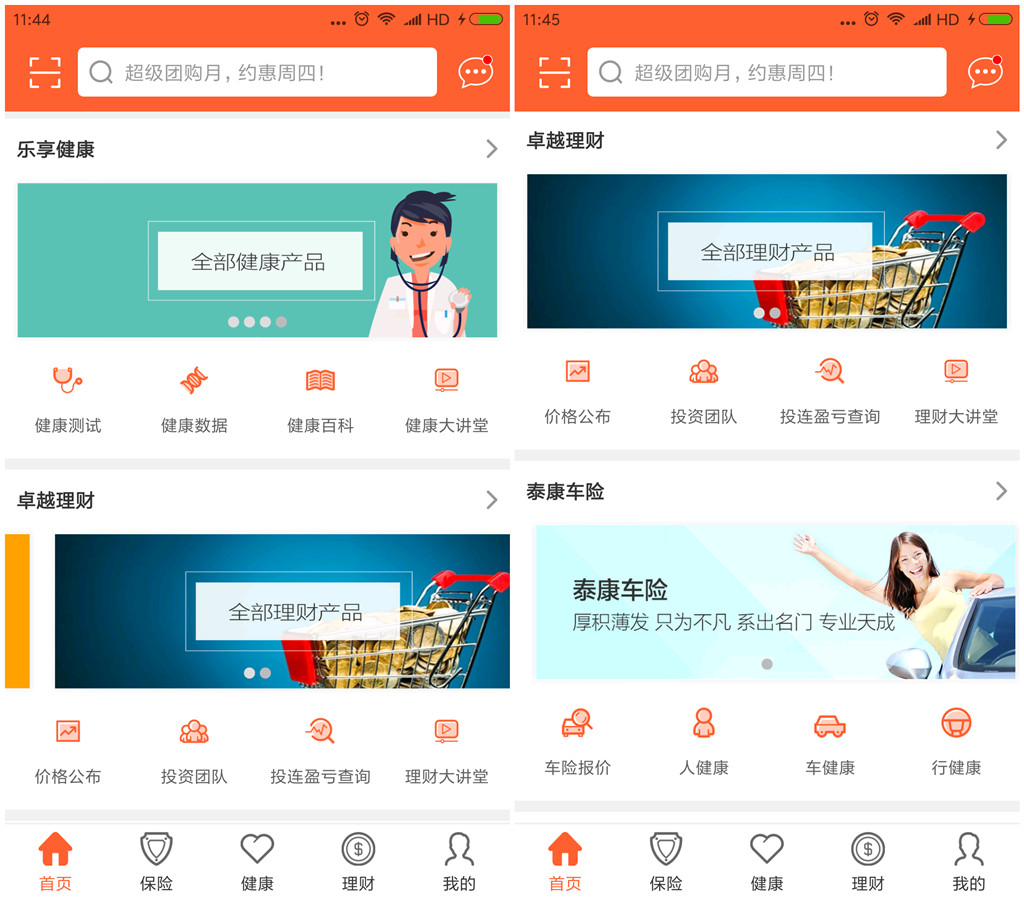 11:44
HD
超级团购月，约惠周四！
乐享健康
全部健康产品
健康测试 健康数据 健康百科 健康大讲堂
卓越理财
全部理财产品
价格公布 投资团队 投连盈亏查询 理财大讲堂
首页 保险 健康 理财 我的
11:45
HD
超级团购月，约惠周四！
卓越理财
全部理财产品
价格公布 投资团队 投连盈亏查询 理财大讲堂
泰康车险
泰康车险
厚积薄发 只为不凡 系出名门 专业天成
车险报价 人健康 车健康 行健康
首页 保险 健康 理财 我的